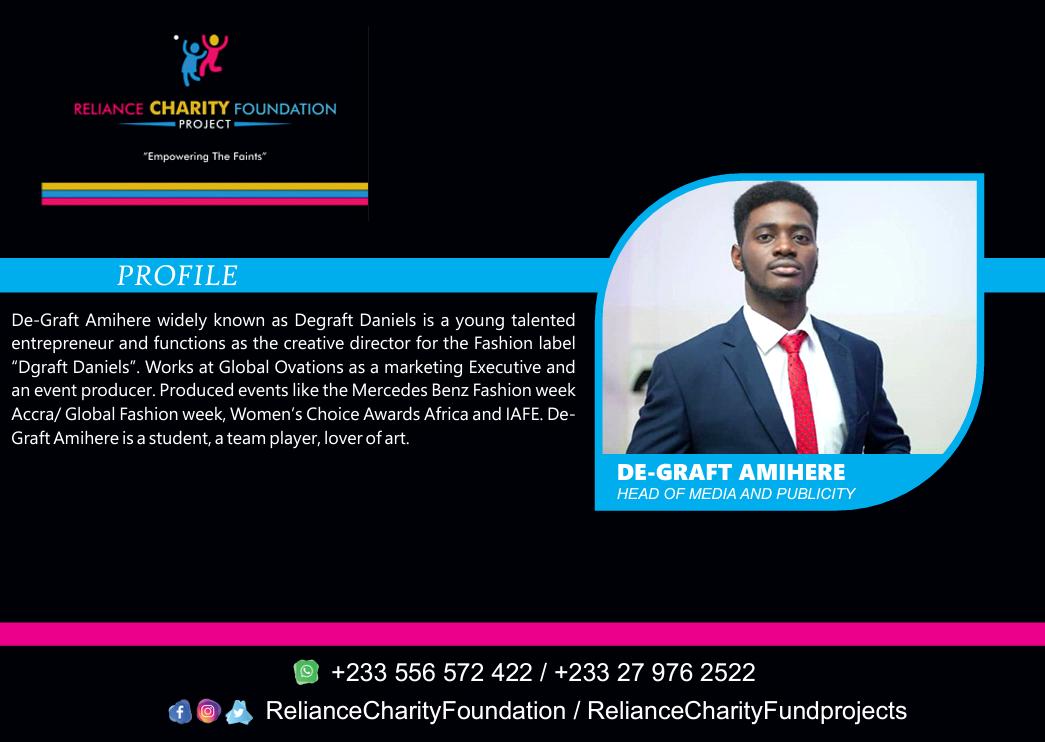 RELIANCE CHARITY FOUNDATION
PROJECT
“Empowering The Faints”
PROFILE
De-Graft Amihere widely known as Degraft Daniels is a young talented
entrepreneur and functions as the creative director for the Fashion label
“Dgraft Daniels”. Works at Global Ovations as a marketing Executive and
an event producer. Produced events like the Mercedes Benz Fashion week
Accra/ Global Fashion week, Women’s Choice Awards Africa and IAFE. De-
Graft Amihere is a student, a team player, lover of art.
DE-GRAFT AMIHERE
HEAD OF MEDIA AND PUBLICITY
+233 556 572 422 / +233 27 976 2522
RelianceCharityFoundation / RelianceCharityFundprojects